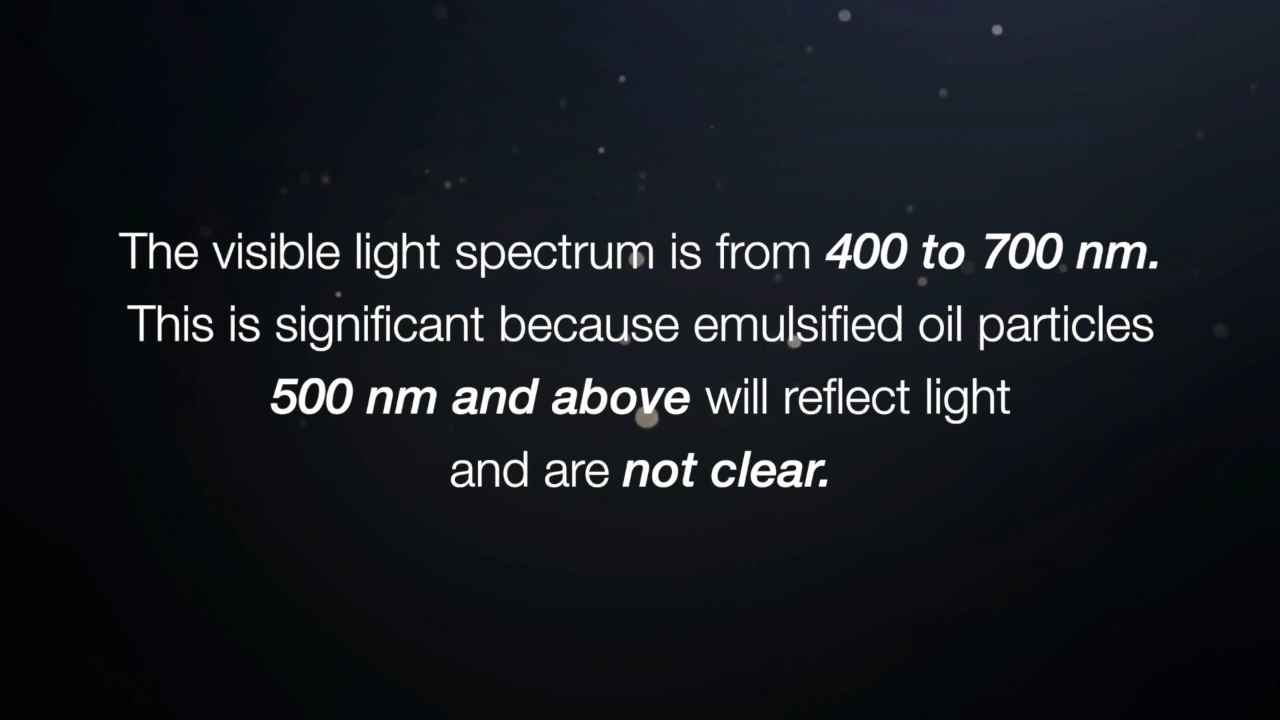 The visible light spectrum is from 400 to 700 nm.
This is significant because emulsified oil particles
500 nm and above will reflect light
and are not clear.